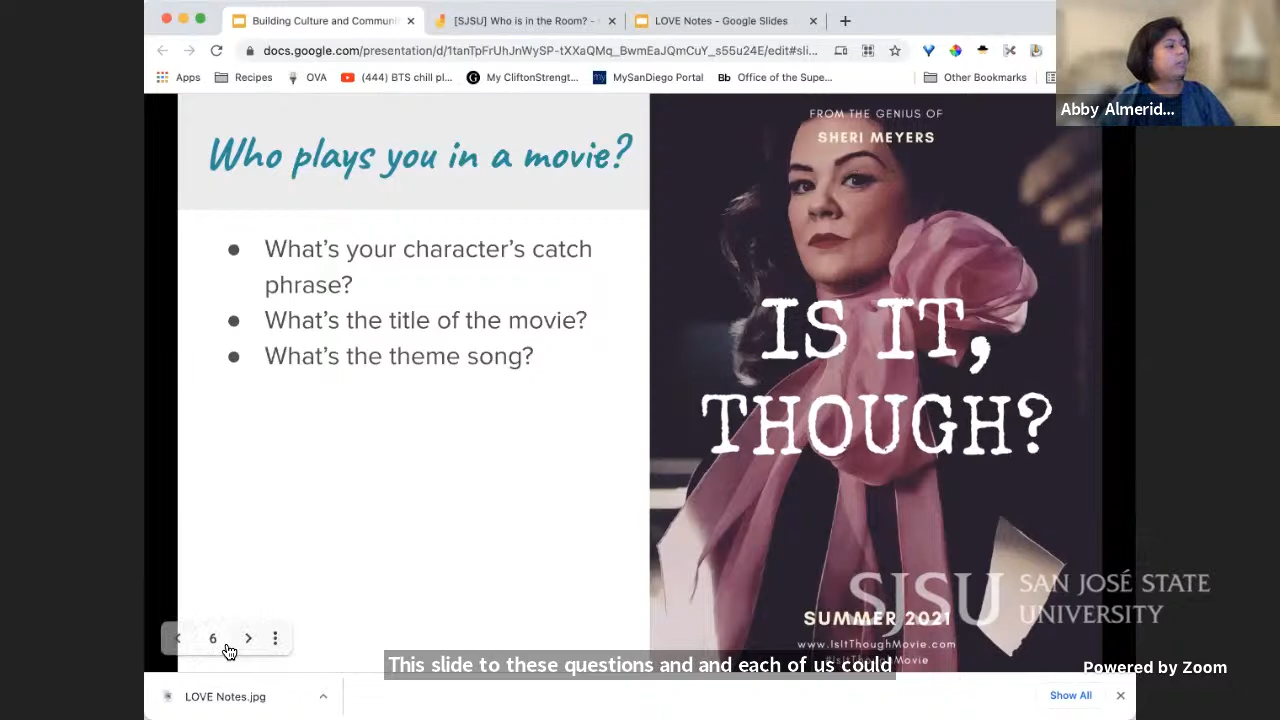 Building Culture and Communi
[SJSU] Who is in the Room? -
LOVE Notes - Google Slides
docs.google.com/presentation/d/1tanTpFrUhJnWySP-tXXaQMq_BwmEaJQmCuY_s55u24E/edit#sli...
Apps
Recipes
OVA
(444) BTS chill pl...
My CliftonStrengt...
MySanDiego Portal
Bb Office of the Supe...
Other Bookmarks
Abby Almerid...
Who plays you in a movie?
● What's your character's catch
phrase?
● What's the title of the movie?
● What's the theme song?
FROM THE GENIUS OF
SHERI MEYERS
IS IT,
THOUGH?
SUMMER 2021
www.IsItThoughMovie.com
#IsItThoughMovie
SJSU SAN JOSÉ STATE
UNIVERSITY
6
This slide to these questions and and each of us could
Powered by Zoom
LOVE Notes.jpg
Show All